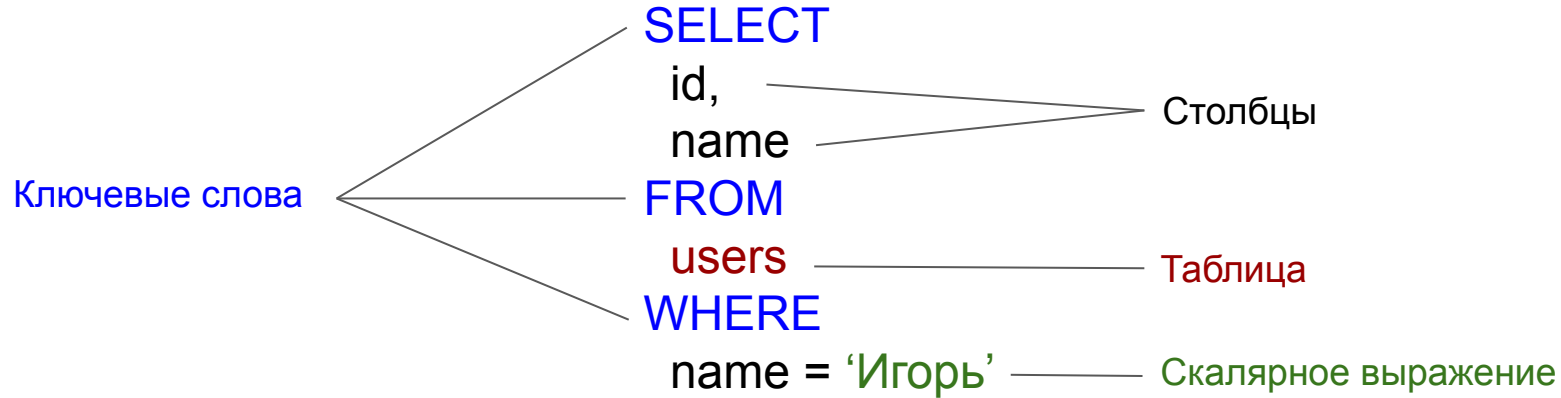 SELECT
id,
name
Столбцы
Ключевые слова
FROM
users
Таблица
WHERE
name = ‘Игорь’
Скалярное выражение